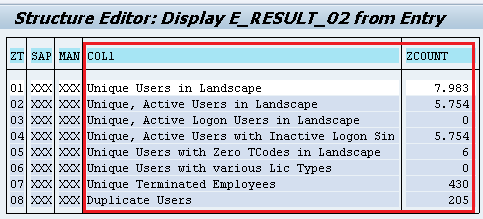 Structure Editor: Display E_RESULT_02 from Entry
ZT SAP MAN COL1 ZCOUNT
01 XXX XXX Unique Users in Landscape 7.983
02 XXX XXX Unique, Active Users in Landscape 5.754
03 XXX XXX Unique, Active Logon Users in Landscape 0
04 XXX XXX Unique, Active Users with Inactive Logon Sin 5.754
05 XXX XXX Unique Users with Zero TCodes in Landscape 6
06 XXX XXX Unique Users with various Lic Types 0
07 XXX XXX Unique Terminated Employees 430
08 XXX XXX Duplicate Users 205